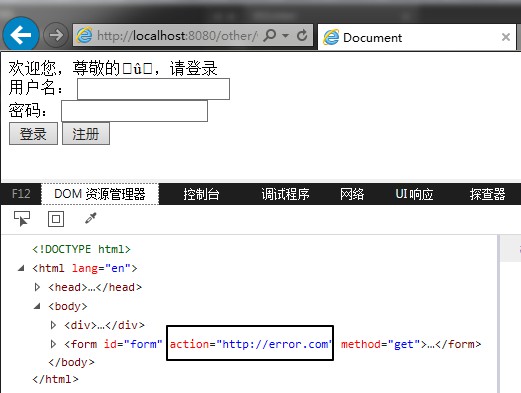 http://localhost:8080/other/
Document
欢迎您，尊敬的�û�，请登录
用户名：
密码：
登录 注册
F12 DOM 资源管理器 控制台 调试程序 网络 UI 响应 探查器
<!DOCTYPE html>
<html lang="en">
<head>…</head>
<body>
<div>…</div>
<form id="form" action="http://error.com" method="get">…</form>
</body>
</html>